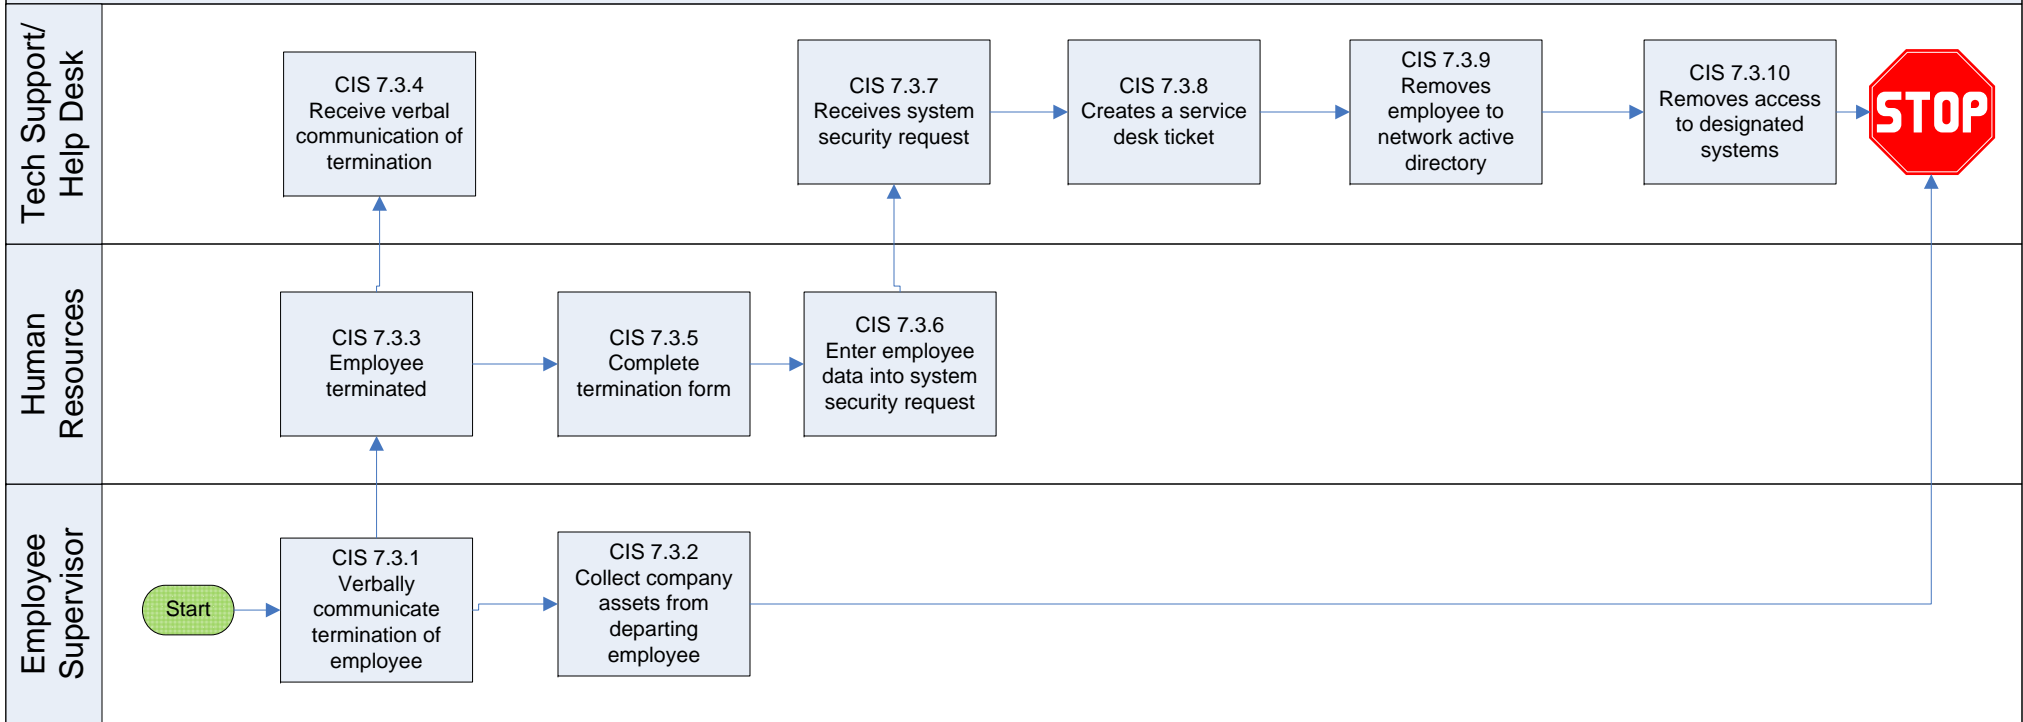 Tech Support/
Help Desk
CIS 7.3.4
Receive verbal
communication of
termination
CIS 7.3.7
Receives system
security request
CIS 7.3.8
Creates a service
desk ticket
CIS 7.3.9
Removes
employee to
network active
directory
CIS 7.3.10
Removes access
to designated
systems
STOP
Human
Resources
CIS 7.3.3
Employee
terminated
CIS 7.3.5
Complete
termination form
CIS 7.3.6
Enter employee
data into system
security request
Employee
Supervisor
Start
CIS 7.3.1
Verbally
communicate
termination of
employee
CIS 7.3.2
Collect company
assets from
departing
employee